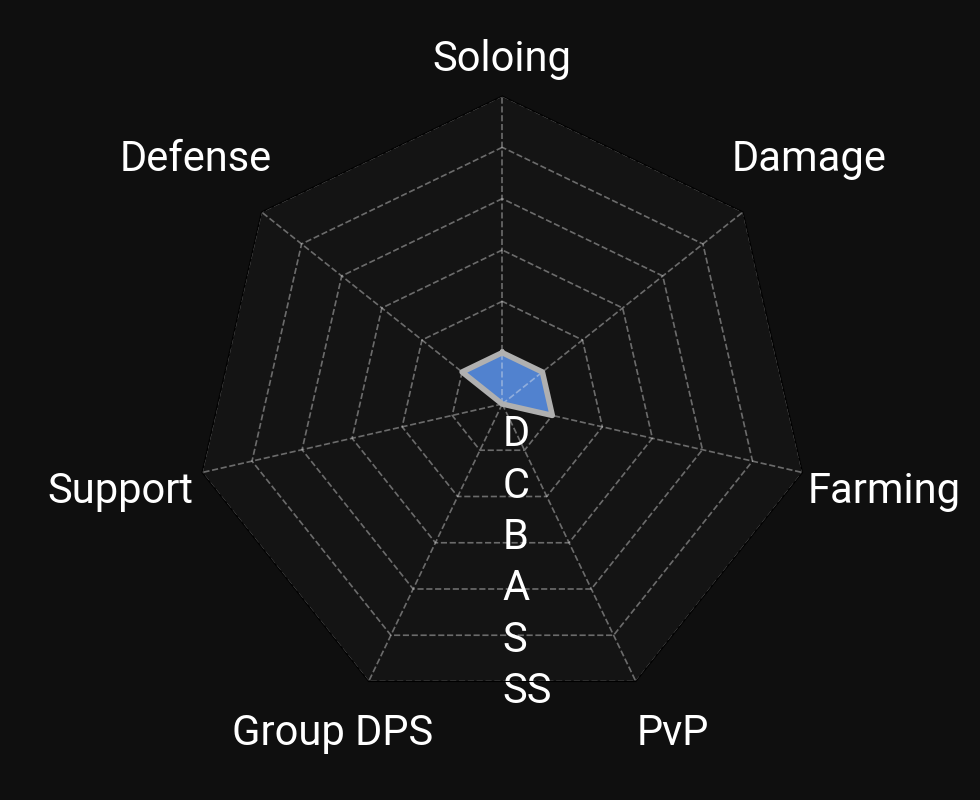 Soloing
Defense
Damage
D
C
Support
Farming
B
A
S
SS
Group DPS
PvP